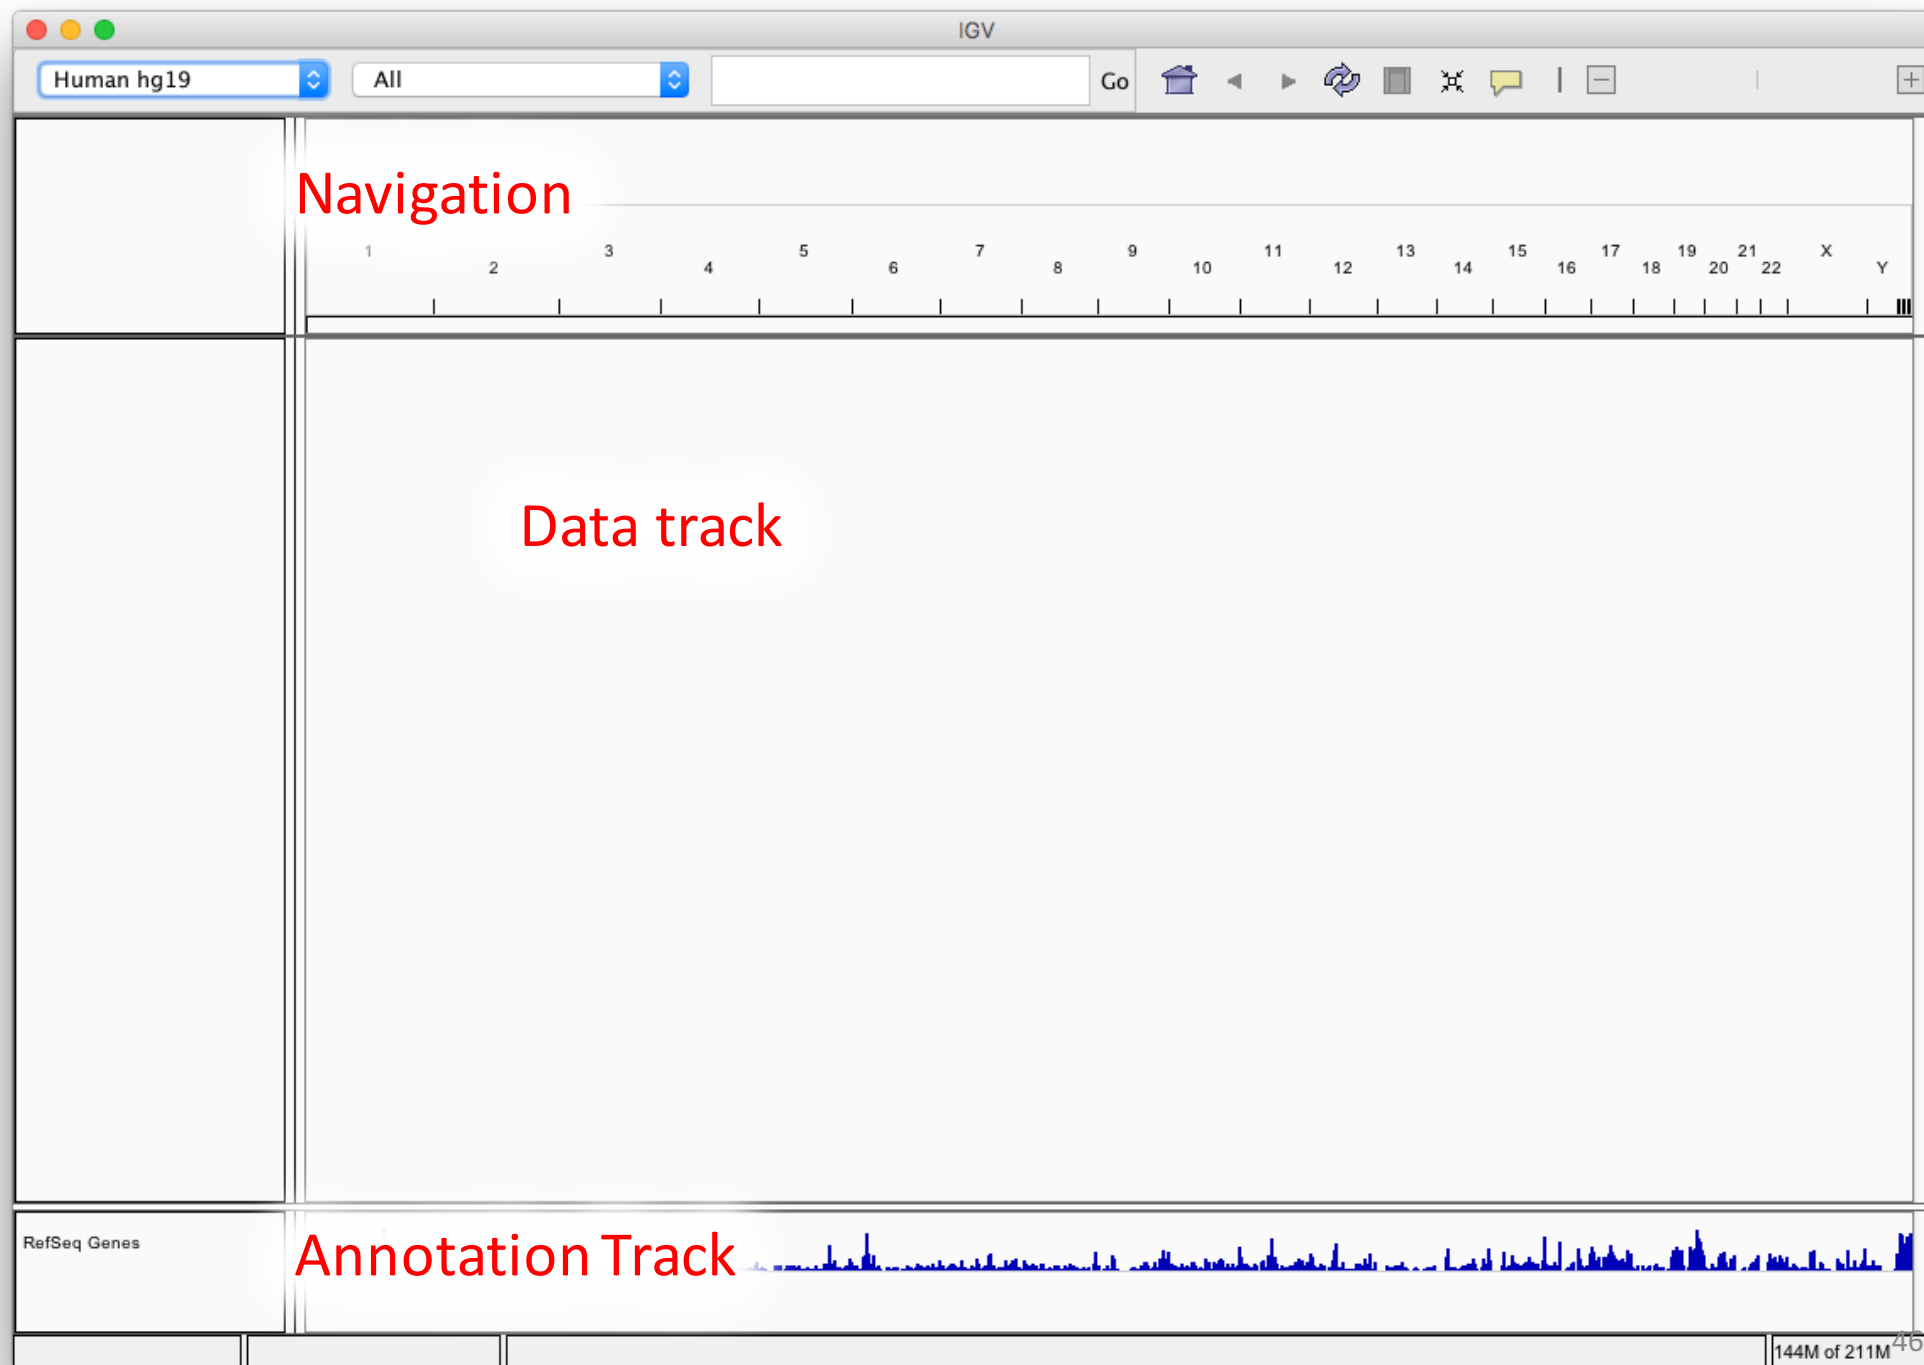 IGV
Human hg19 All Go
Navigation
1 3 5 7 9 11 13 15 17 19 21 X
2 4 6 8 10 12 14 16 18 20 22 Y
Data track
RefSeq Genes Annotation Track
144M of 211M 46